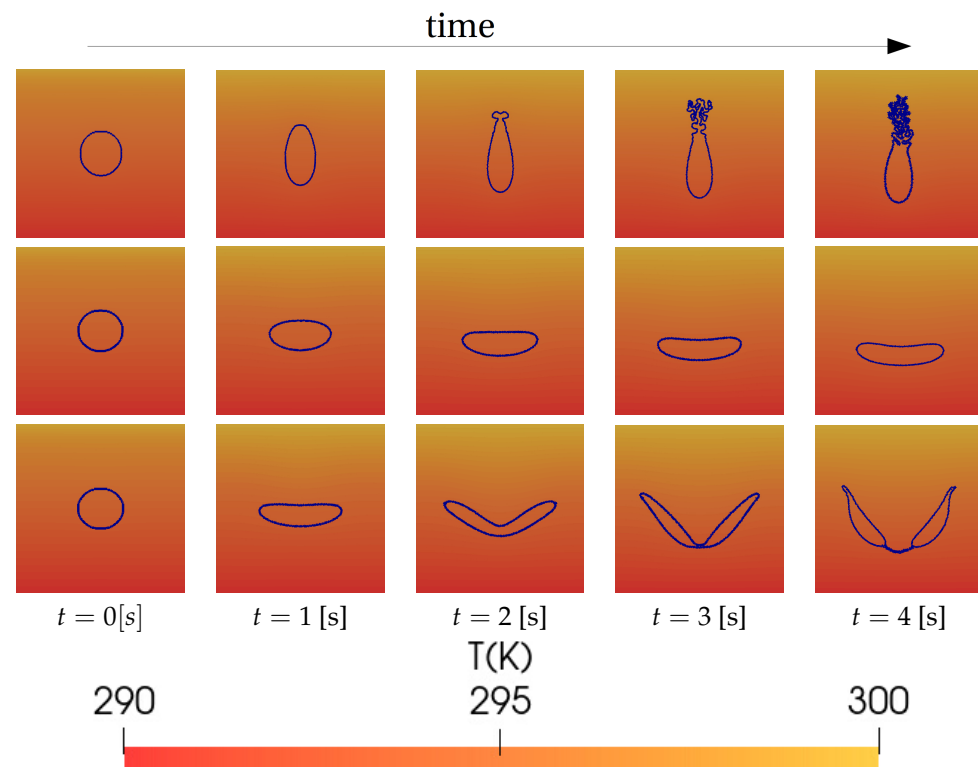 time
t = 0[s]
t = 1 [s]
t = 2 [s]
t = 3 [s]
t = 4 [s]
T(K)
290 295 300